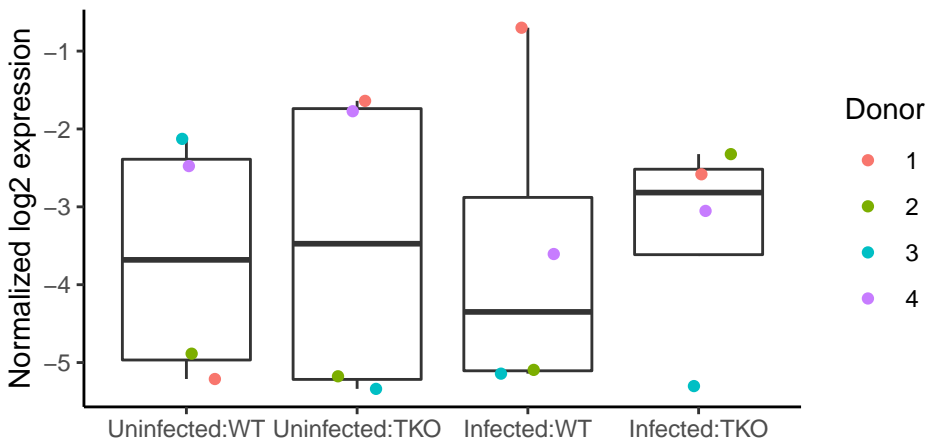 Normalized log2 expression
−1
−2
−3
−4
−5
Uninfected:WT
Uninfected:TKO
Infected:WT
Infected:TKO
Donor
1
2
3
4